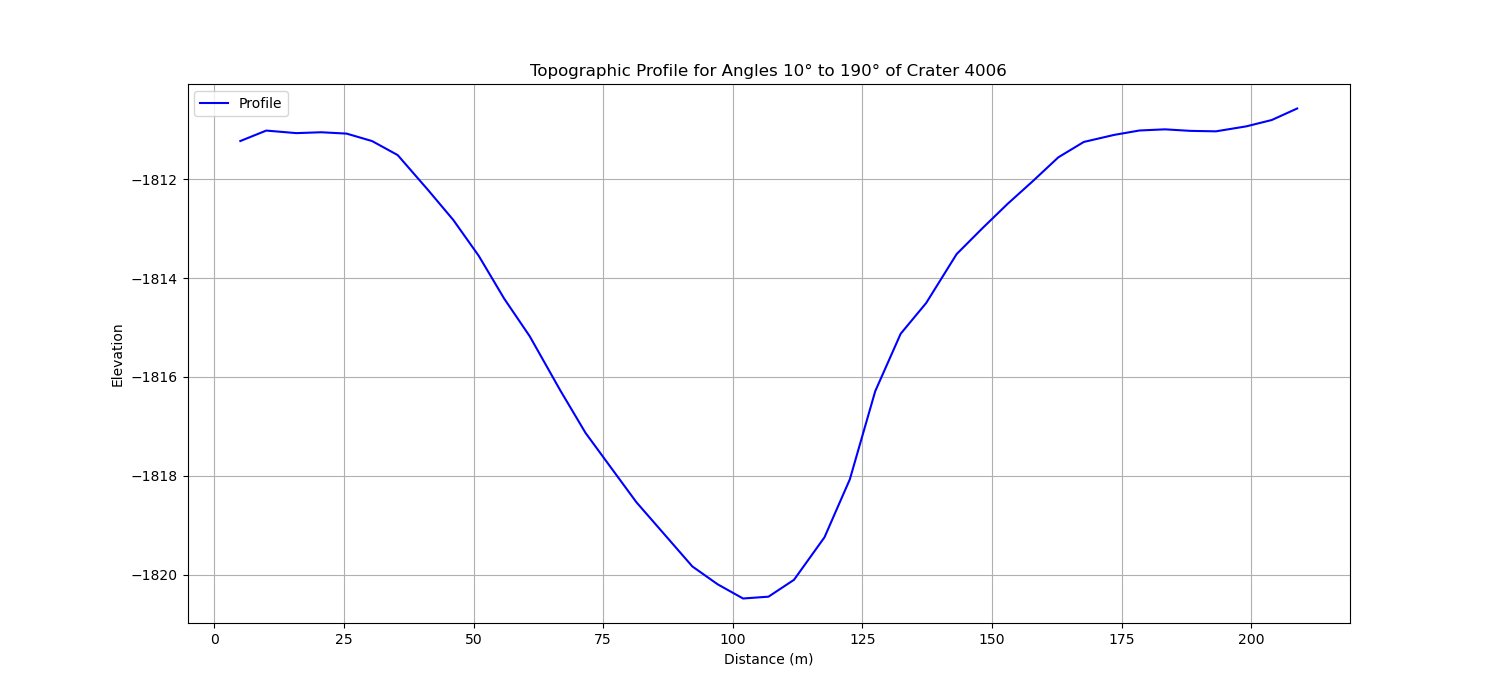 Topographic Profile for Angles 10° to 190° of Crater 4006
Profile
−1812
−1814
−1816
−1818
−1820
Elevation
0 25 50 75 100 125 150 175 200
Distance (m)